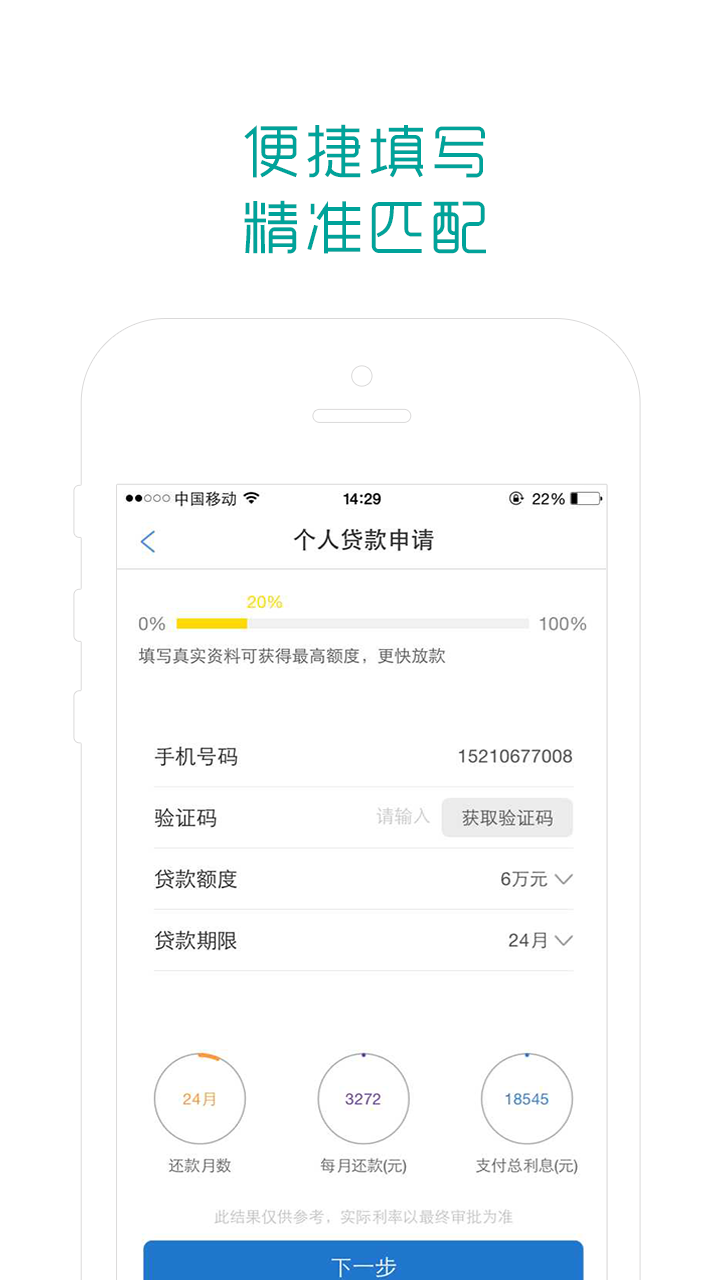 便捷填写
精准匹配
中国移动 14:29 22%
个人贷款申请
20%
0% 100%
填写真实资料可获得最高额度，更快放款
手机号码 15210677008
验证码 请输入 获取验证码
贷款额度 6万元
贷款期限 24月
24月 3272 18545
还款月数 每月还款(元) 支付总利息(元)
此结果仅供参考，实际利率以最终审批为准
下一步